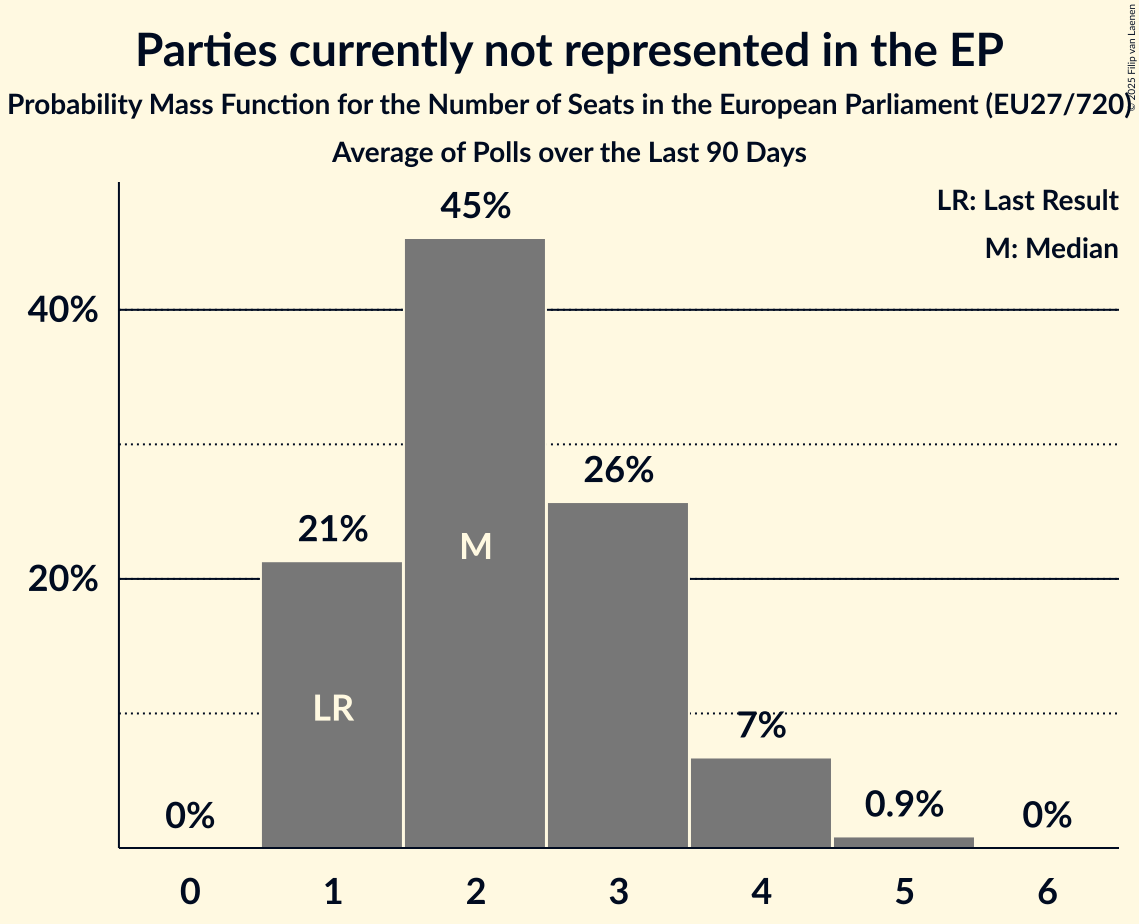 Parties currently not represented in the EP
Probability Mass Function for the Number of Seats in the European Parliament (EU27/720)
Average of Polls over the Last 90 Days
© 2025 Filip van Laenen
LR: Last Result
M: Median
45%
40%
26%
21%
M
20%
LR
7%
0.9%
0%
0%
0 1 2 3 4 5 6